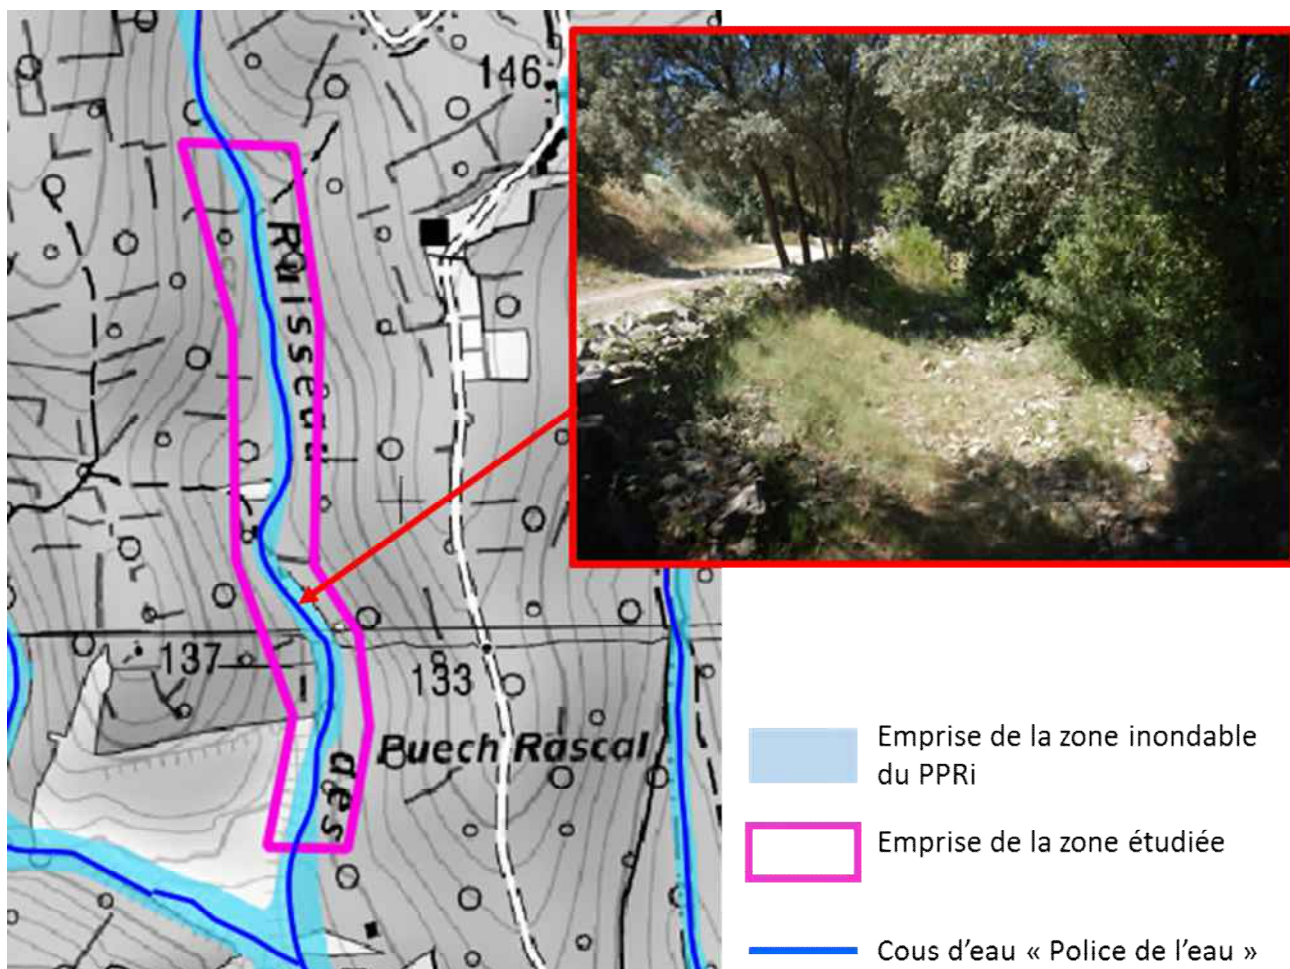 146
Ruisseau
137
133
Puech Rascal
des
Emprise de la zone inondable
du PPRi
Emprise de la zone étudiée
Cous d’eau « Police de l’eau »